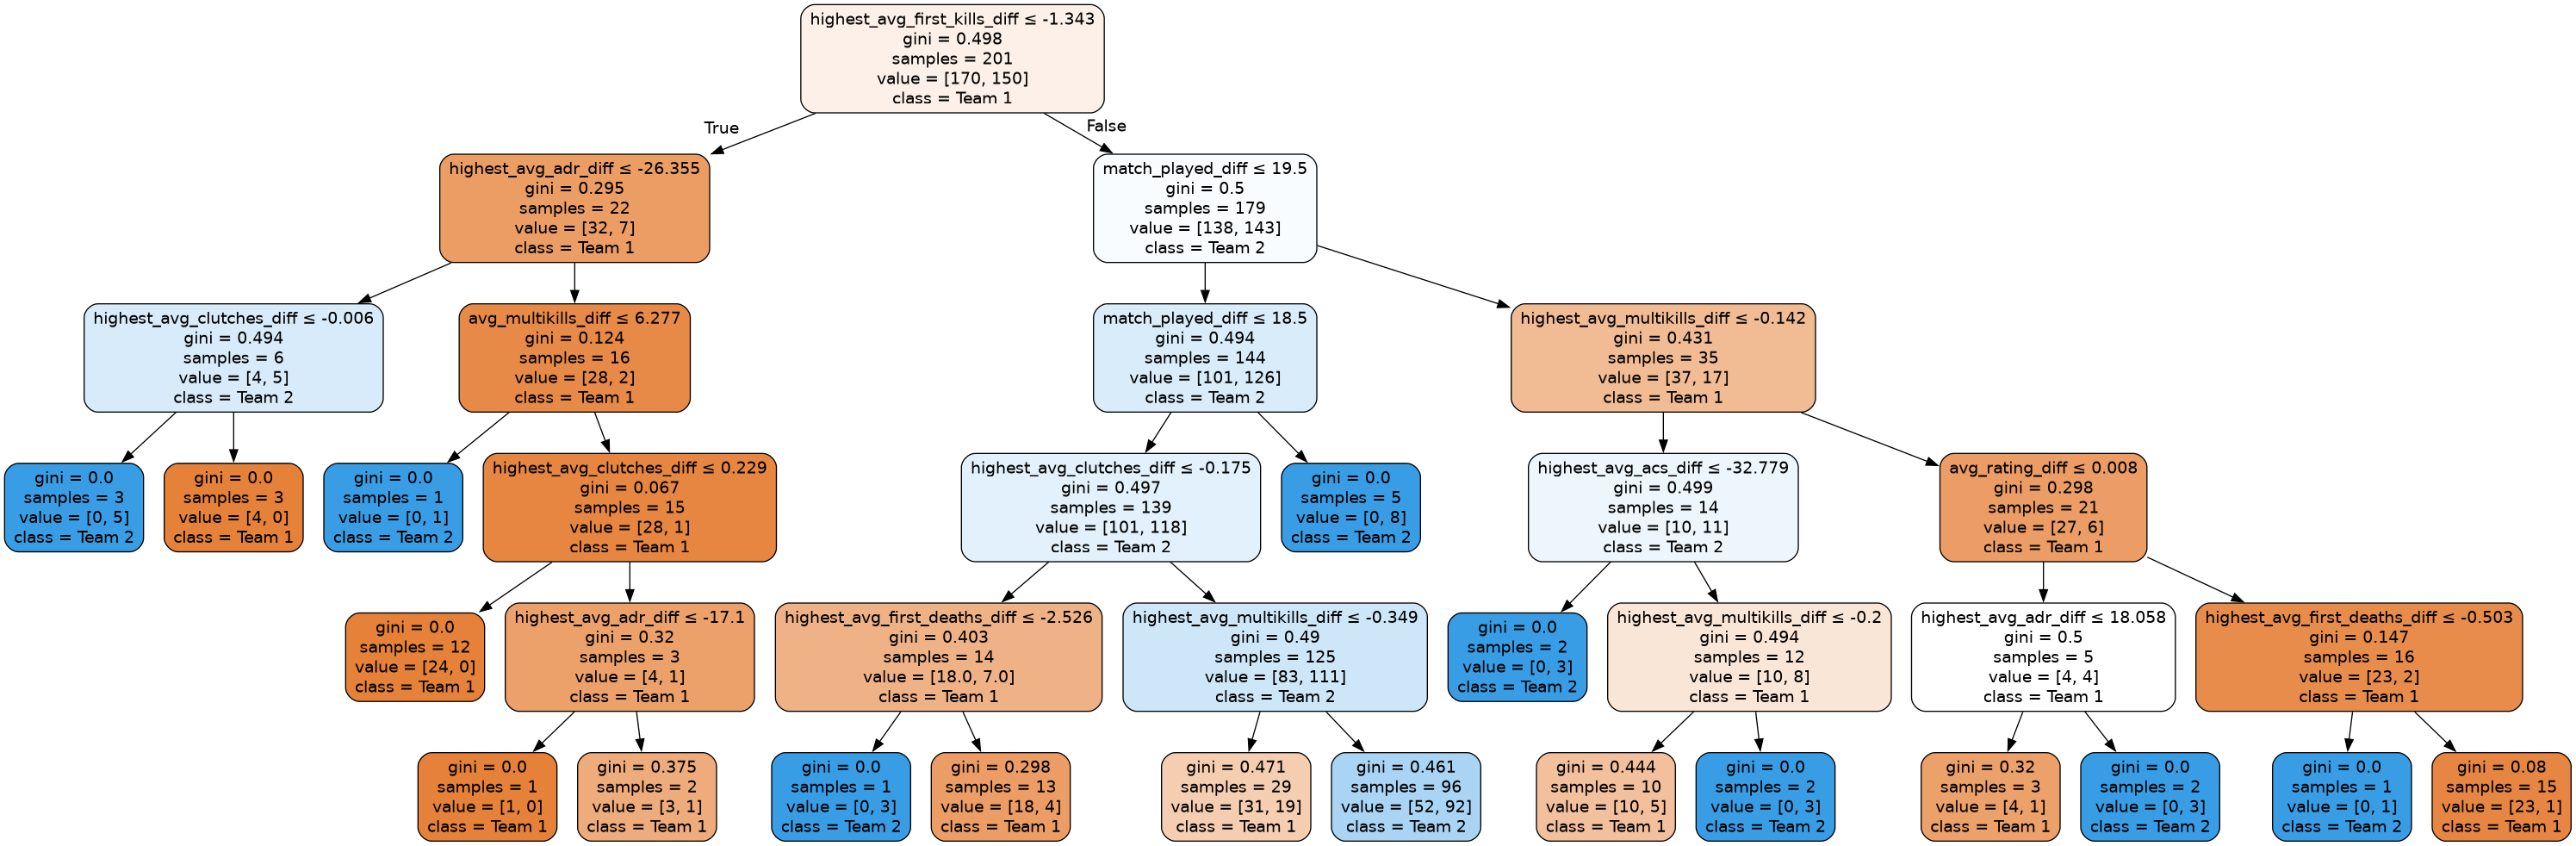 highest_avg_first_kills_diff ≤ -1.343
gini = 0.498
samples = 201
value = [170, 150]
class = Team 1
True
False
highest_avg_adr_diff ≤ -26.355
gini = 0.295
samples = 22
value = [32, 7]
class = Team 1
match_played_diff ≤ 19.5
gini = 0.5
samples = 179
value = [138, 143]
class = Team 2
highest_avg_clutches_diff ≤ -0.006
gini = 0.494
samples = 6
value = [4, 5]
class = Team 2
avg_multikills_diff ≤ 6.277
gini = 0.124
samples = 16
value = [28, 2]
class = Team 1
match_played_diff ≤ 18.5
gini = 0.494
samples = 144
value = [101, 126]
class = Team 2
highest_avg_multikills_diff ≤ -0.142
gini = 0.431
samples = 35
value = [37, 17]
class = Team 1
gini = 0.0
samples = 3
value = [0, 5]
class = Team 2
gini = 0.0
samples = 3
value = [4, 0]
class = Team 1
gini = 0.0
samples = 1
value = [0, 1]
class = Team 2
highest_avg_clutches_diff ≤ 0.229
gini = 0.067
samples = 15
value = [28, 1]
class = Team 1
highest_avg_clutches_diff ≤ -0.175
gini = 0.497
samples = 139
value = [101, 118]
class = Team 2
gini = 0.0
samples = 5
value = [0, 8]
class = Team 2
highest_avg_acs_diff ≤ -32.779
gini = 0.499
samples = 14
value = [10, 11]
class = Team 2
avg_rating_diff ≤ 0.008
gini = 0.298
samples = 21
value = [27, 6]
class = Team 1
gini = 0.0
samples = 12
value = [24, 0]
class = Team 1
highest_avg_adr_diff ≤ -17.1
gini = 0.32
samples = 3
value = [4, 1]
class = Team 1
highest_avg_first_deaths_diff ≤ -2.526
gini = 0.403
samples = 14
value = [18.0, 7.0]
class = Team 1
highest_avg_multikills_diff ≤ -0.349
gini = 0.49
samples = 125
value = [83, 111]
class = Team 2
gini = 0.0
samples = 2
value = [0, 3]
class = Team 2
highest_avg_multikills_diff ≤ -0.2
gini = 0.494
samples = 12
value = [10, 8]
class = Team 1
highest_avg_adr_diff ≤ 18.058
gini = 0.5
samples = 5
value = [4, 4]
class = Team 1
highest_avg_first_deaths_diff ≤ -0.503
gini = 0.147
samples = 16
value = [23, 2]
class = Team 1
gini = 0.0
samples = 1
value = [1, 0]
class = Team 1
gini = 0.375
samples = 2
value = [3, 1]
class = Team 1
gini = 0.0
samples = 1
value = [0, 3]
class = Team 2
gini = 0.298
samples = 13
value = [18, 4]
class = Team 1
gini = 0.471
samples = 29
value = [31, 19]
class = Team 1
gini = 0.461
samples = 96
value = [52, 92]
class = Team 2
gini = 0.444
samples = 10
value = [10, 5]
class = Team 1
gini = 0.0
samples = 2
value = [0, 3]
class = Team 2
gini = 0.32
samples = 3
value = [4, 1]
class = Team 1
gini = 0.0
samples = 2
value = [0, 3]
class = Team 2
gini = 0.0
samples = 1
value = [0, 1]
class = Team 2
gini = 0.08
samples = 15
value = [23, 1]
class = Team 1